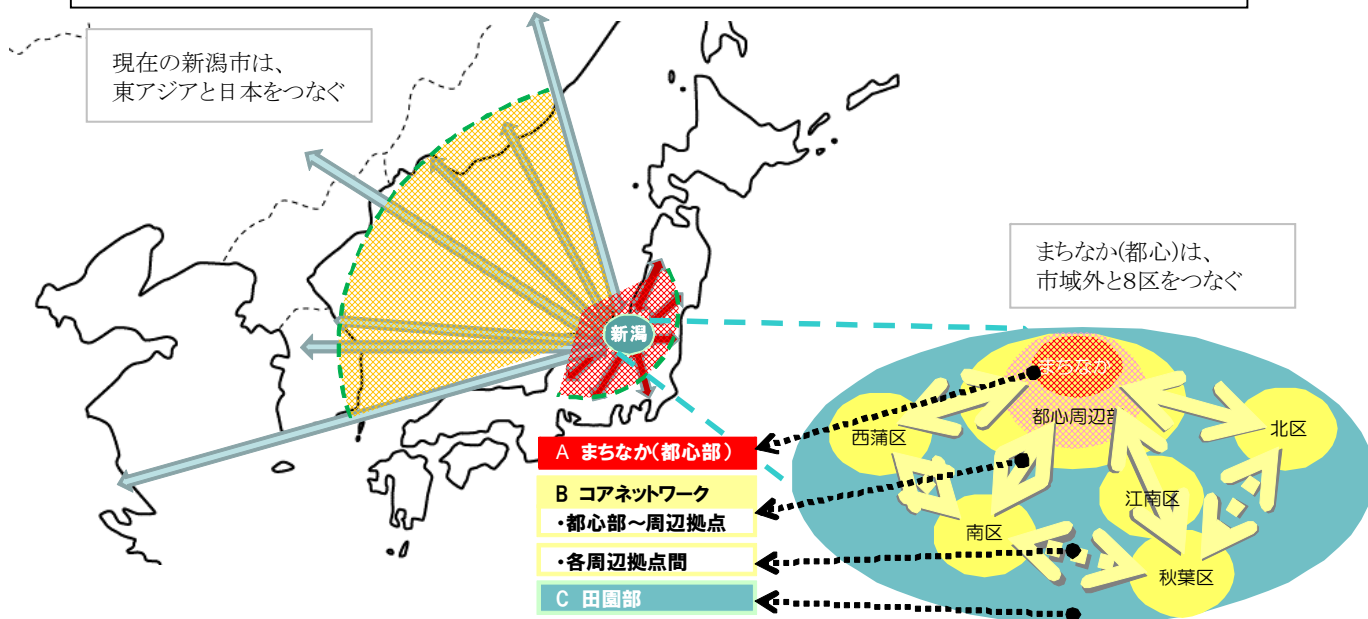 現在の新潟市は、
東アジアと日本をつなぐ
まちなか(都心)は、
市域外と8区をつなぐ
新潟
まちなか
都心周辺部
西蒲区
北区
江南区
南区
秋葉区
A まちなか(都心部)
B コアネットワーク
・都心部~周辺拠点
・各周辺拠点間
C 田園部